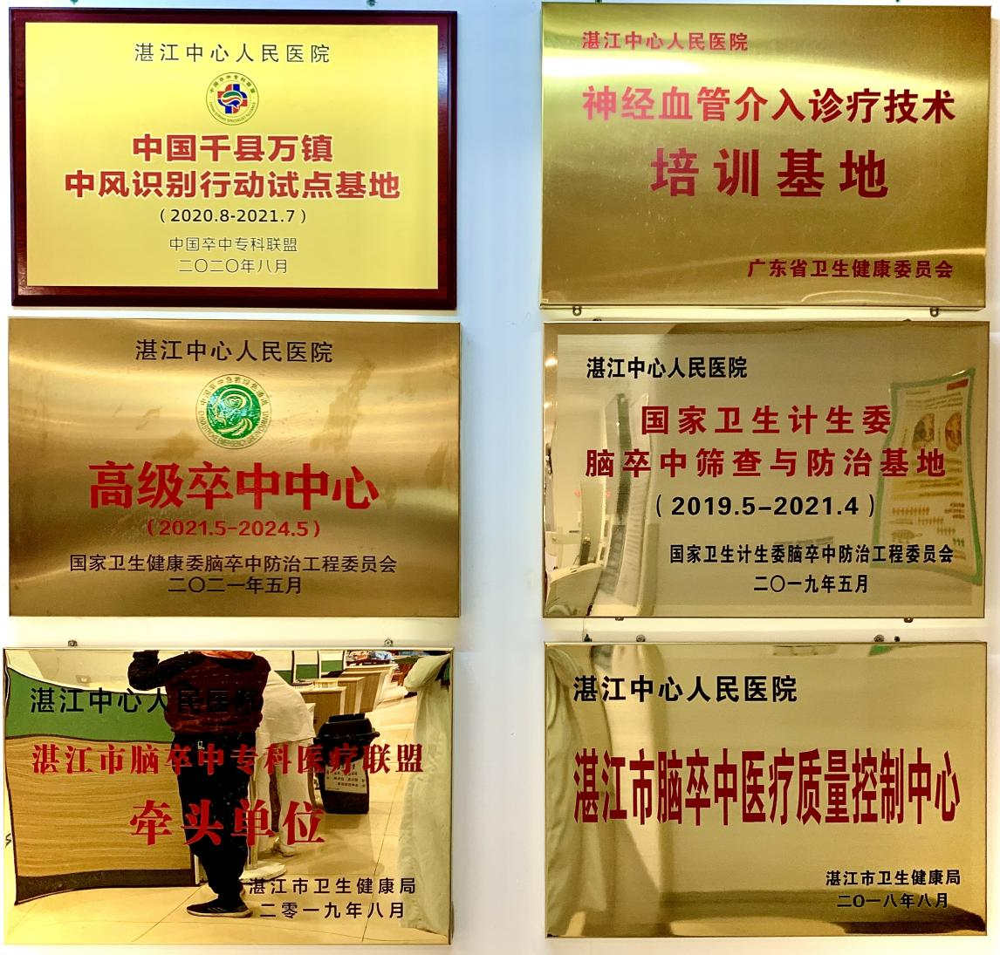 湛江中心人民医院
中国千县万镇
中风识别行动试点基地
（2020.8-2021.7）
中国卒中专科联盟
二〇二〇年八月
湛江中心人民医院
神经血管介入诊疗技术
培训基地
广东省卫生健康委员会
湛江中心人民医院
高级卒中中心
（2021.5-2024.5）
国家卫生健康委脑卒中防治工程委员会
二〇二一年五月
湛江中心人民医院
国家卫生计生委
脑卒中筛查与防治基地
（2019.5-2021.4）
国家卫生计生委脑卒中防治工程委员会
二〇一九年五月
湛江中心人民医院
湛江市脑卒中专科医疗联盟
牵头单位
湛江市卫生健康局
二零一九年八月
湛江中心人民医院
湛江市脑卒中医疗质量控制中心
湛江市卫生健康局
二〇一八年八月